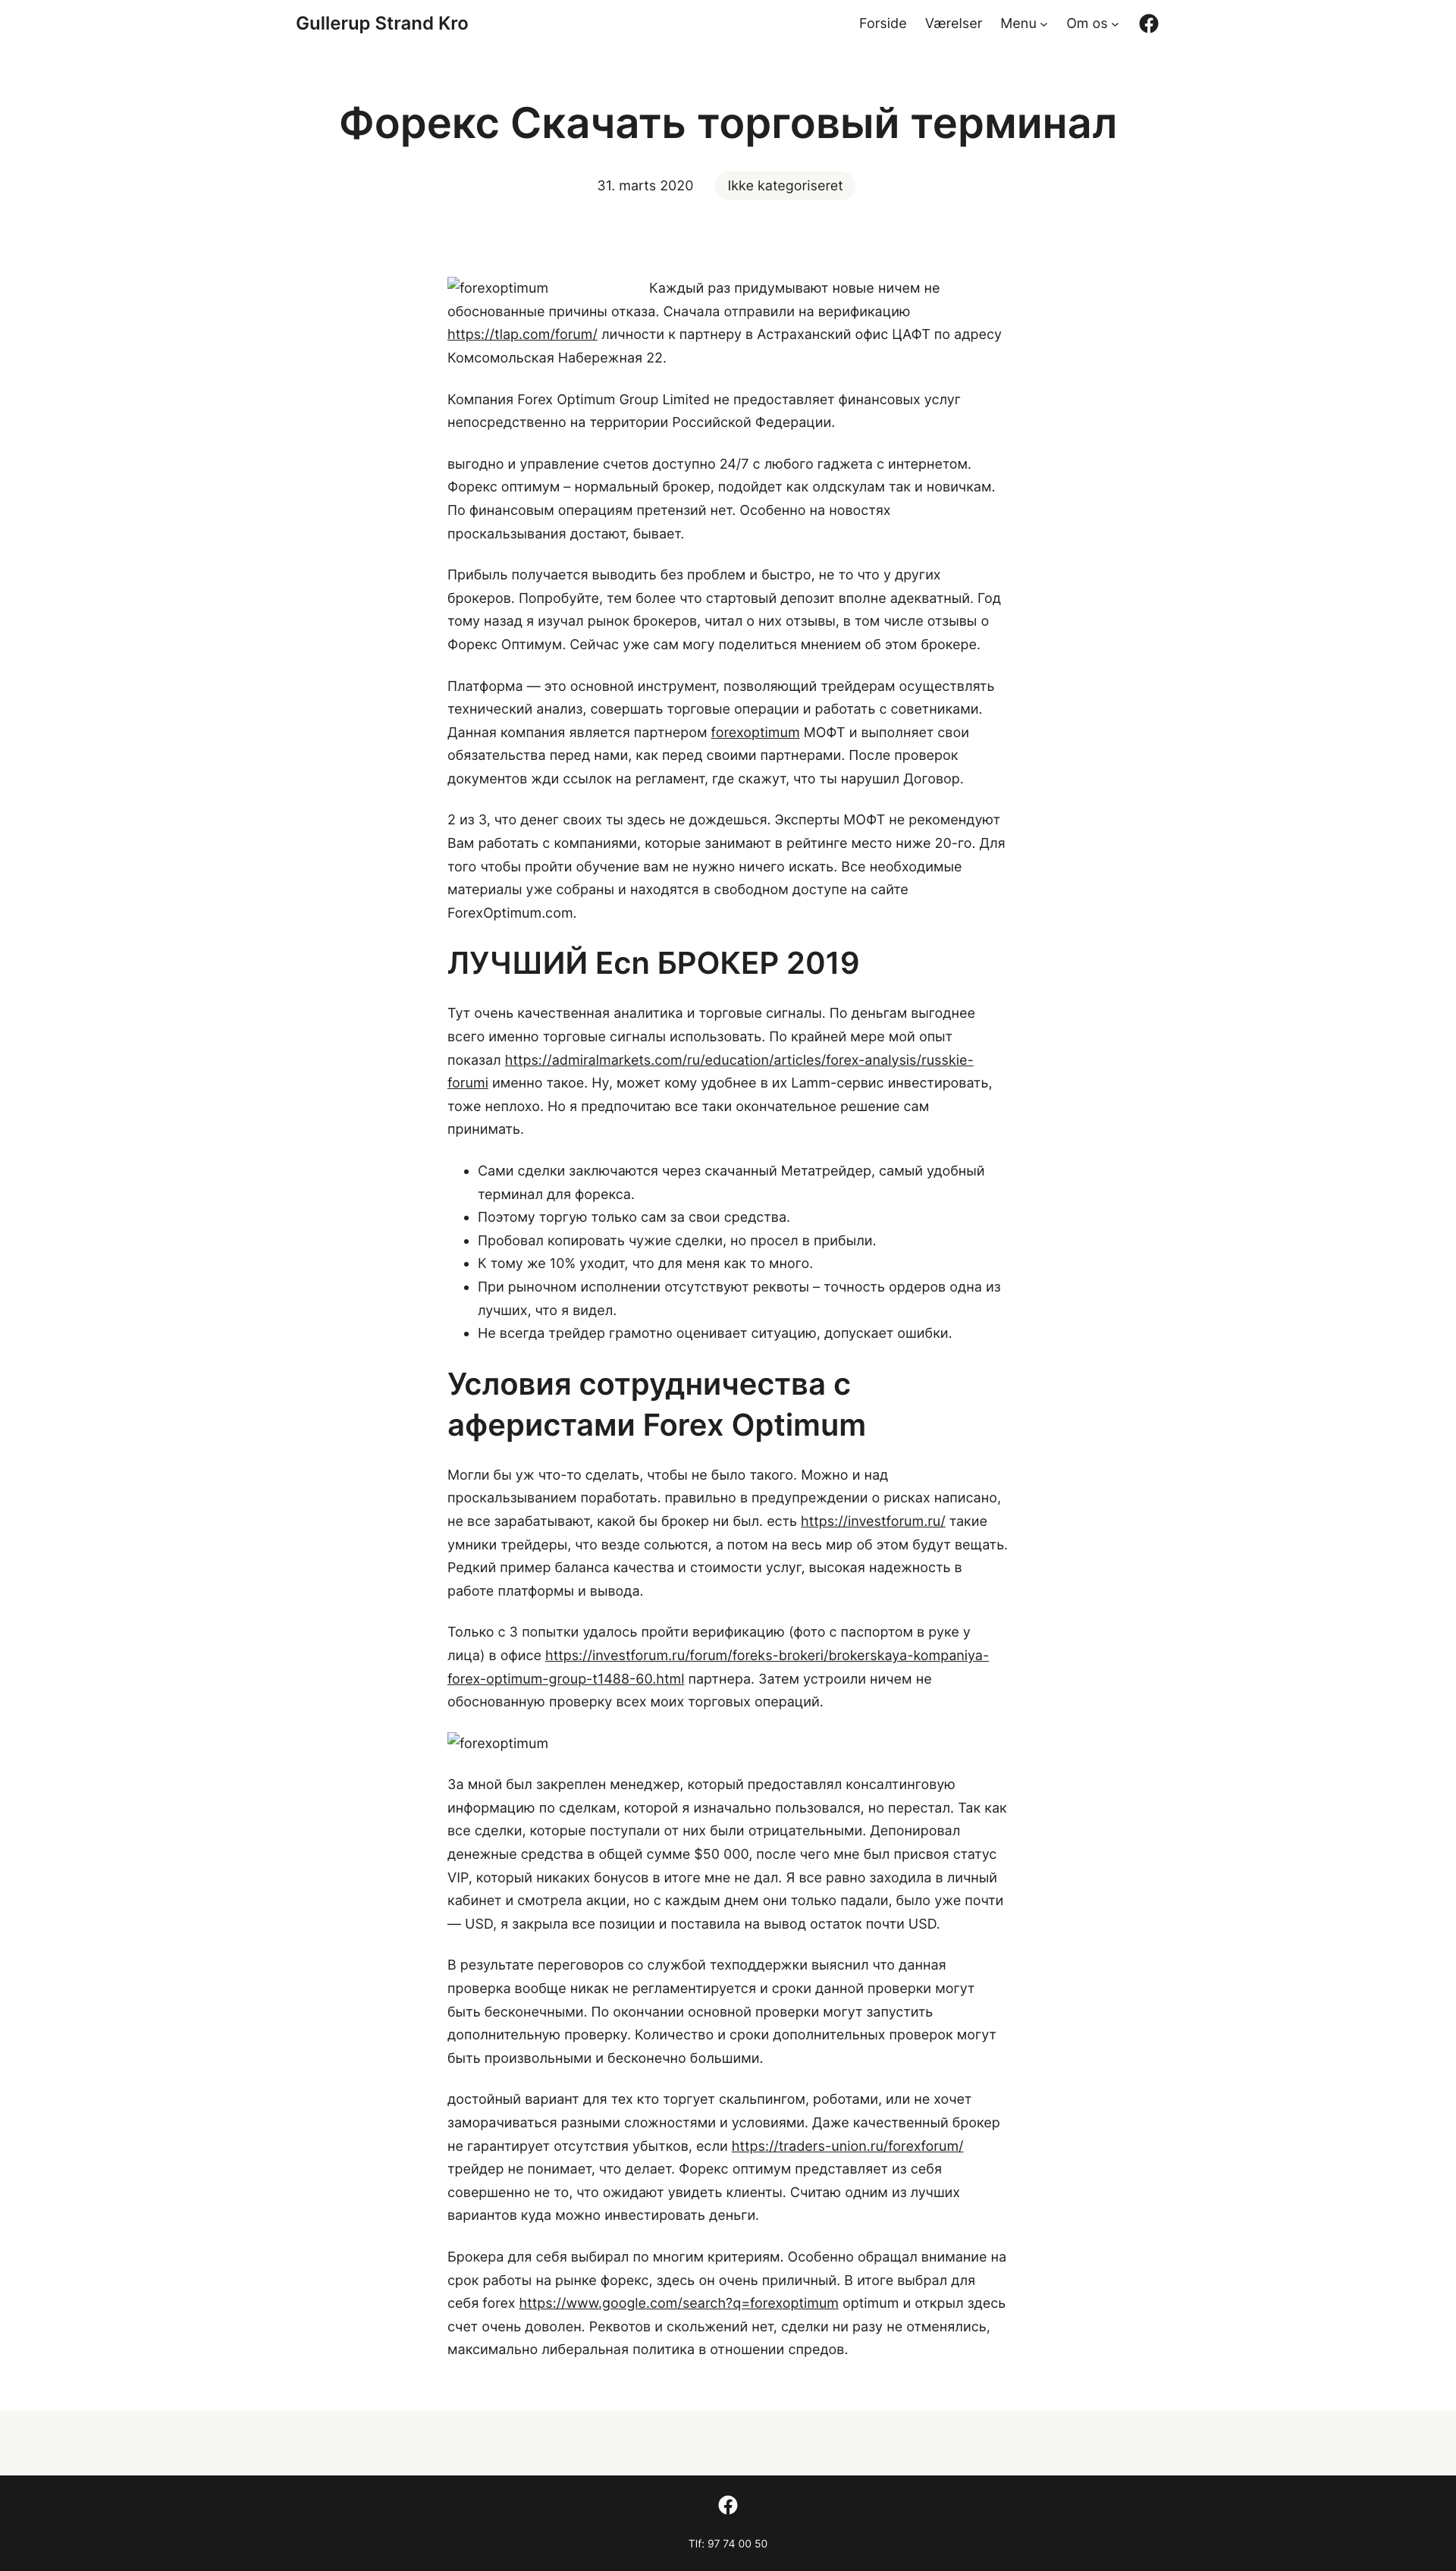 Gullerup Strand Kro
Forside Værelser Menu Om os
Форекс Скачать торговый терминал
31. marts 2020 Ikke kategoriseret
forexoptimum Каждый раз придумывают новые ничем не
обоснованные причины отказа. Сначала отправили на верификацию
https://tlap.com/forum/ личности к партнеру в Астраханский офис ЦАФТ по адресу
Комсомольская Набережная 22.
Компания Forex Optimum Group Limited не предоставляет финансовых услуг
непосредственно на территории Российской Федерации.
выгодно и управление счетов доступно 24/7 с любого гаджета с интернетом.
Форекс оптимум – нормальный брокер, подойдет как олдскулам так и новичкам.
По финансовым операциям претензий нет. Особенно на новостях
проскальзывания достают, бывает.
Прибыль получается выводить без проблем и быстро, не то что у других
брокеров. Попробуйте, тем более что стартовый депозит вполне адекватный. Год
тому назад я изучал рынок брокеров, читал о них отзывы, в том числе отзывы о
Форекс Оптимум. Сейчас уже сам могу поделиться мнением об этом брокере.
Платформа — это основной инструмент, позволяющий трейдерам осуществлять
технический анализ, совершать торговые операции и работать с советниками.
Данная компания является партнером forexoptimum МОФТ и выполняет свои
обязательства перед нами, как перед своими партнерами. После проверок
документов жди ссылок на регламент, где скажут, что ты нарушил Договор.
2 из 3, что денег своих ты здесь не дождешься. Эксперты МОФТ не рекомендуют
Вам работать с компаниями, которые занимают в рейтинге место ниже 20-го. Для
того чтобы пройти обучение вам не нужно ничего искать. Все необходимые
материалы уже собраны и находятся в свободном доступе на сайте
ForexOptimum.com.
ЛУЧШИЙ Ecn БРОКЕР 2019
Тут очень качественная аналитика и торговые сигналы. По деньгам выгоднее
всего именно торговые сигналы использовать. По крайней мере мой опыт
показал https://admiralmarkets.com/ru/education/articles/forex-analysis/russkie-
forumi именно такое. Ну, может кому удобнее в их Lamm-сервис инвестировать,
тоже неплохо. Но я предпочитаю все таки окончательное решение сам
принимать.
• Сами сделки заключаются через скачанный Метатрейдер, самый удобный
терминал для форекса.
• Поэтому торгую только сам за свои средства.
• Пробовал копировать чужие сделки, но просел в прибыли.
• К тому же 10% уходит, что для меня как то много.
• При рыночном исполнении отсутствуют реквоты – точность ордеров одна из
лучших, что я видел.
• Не всегда трейдер грамотно оценивает ситуацию, допускает ошибки.
Условия сотрудничества с
аферистами Forex Optimum
Могли бы уж что-то сделать, чтобы не было такого. Можно и над
проскальзыванием поработать. правильно в предупреждении о рисках написано,
не все зарабатывают, какой бы брокер ни был. есть https://investforum.ru/ такие
умники трейдеры, что везде сольются, а потом на весь мир об этом будут вещать.
Редкий пример баланса качества и стоимости услуг, высокая надежность в
работе платформы и вывода.
Только с 3 попытки удалось пройти верификацию (фото с паспортом в руке у
лица) в офисе https://investforum.ru/forum/foreks-brokeri/brokerskaya-kompaniya-
forex-optimum-group-t1488-60.html партнера. Затем устроили ничем не
обоснованную проверку всех моих торговых операций.
forexoptimum
За мной был закреплен менеджер, который предоставлял консалтинговую
информацию по сделкам, которой я изначально пользовался, но перестал. Так как
все сделки, которые поступали от них были отрицательными. Депонировал
денежные средства в общей сумме $50 000, после чего мне был присвоя статус
VIP, который никаких бонусов в итоге мне не дал. Я все равно заходила в личный
кабинет и смотрела акции, но с каждым днем они только падали, было уже почти
— USD, я закрыла все позиции и поставила на вывод остаток почти USD.
В результате переговоров со службой техподдержки выяснил что данная
проверка вообще никак не регламентируется и сроки данной проверки могут
быть бесконечными. По окончании основной проверки могут запустить
дополнительную проверку. Количество и сроки дополнительных проверок могут
быть произвольными и бесконечно большими.
достойный вариант для тех кто торгует скальпингом, роботами, или не хочет
заморачиваться разными сложностями и условиями. Даже качественный брокер
не гарантирует отсутствия убытков, если https://traders-union.ru/forexforum/
трейдер не понимает, что делает. Форекс оптимум представляет из себя
совершенно не то, что ожидают увидеть клиенты. Считаю одним из лучших
вариантов куда можно инвестировать деньги.
Брокера для себя выбирал по многим критериям. Особенно обращал внимание на
срок работы на рынке форекс, здесь он очень приличный. В итоге выбрал для
себя forex https://www.google.com/search?q=forexoptimum optimum и открыл здесь
счет очень доволен. Реквотов и скольжений нет, сделки ни разу не отменялись,
максимально либеральная политика в отношении спредов.
Tlf: 97 74 00 50